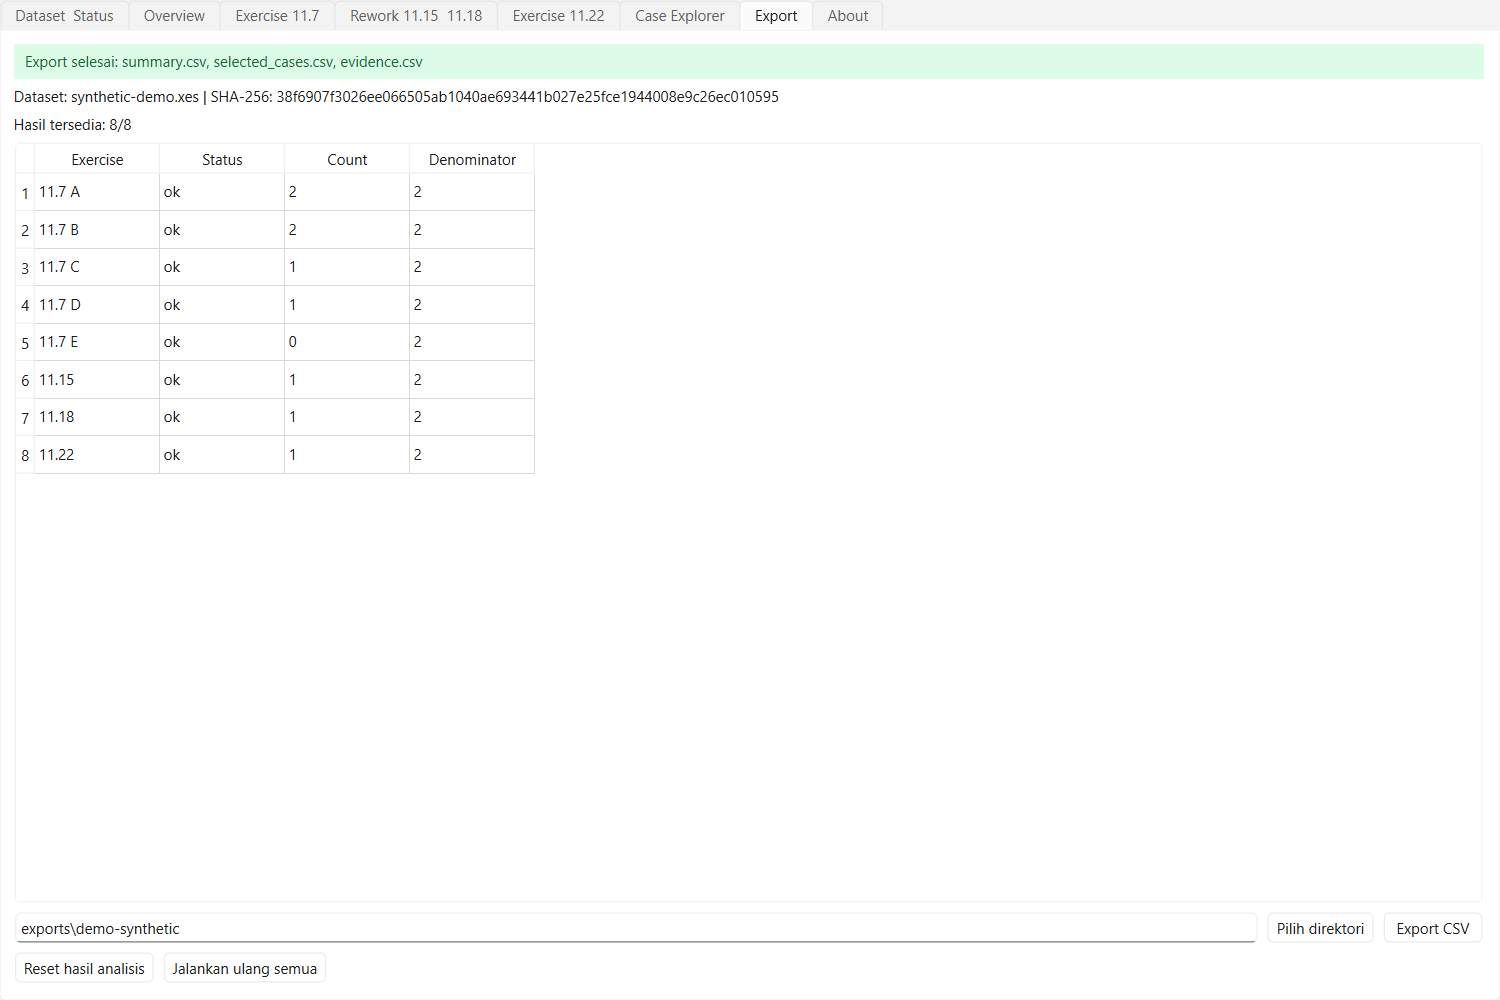 Dataset  Status  Overview  Exercise 11.7  Rework 11.15  11.18  Exercise 11.22  Case Explorer  Export  About
Export selesai: summary.csv, selected_cases.csv, evidence.csv
Dataset: synthetic-demo.xes | SHA-256: 38f6907f3026ee066505ab1040ae693441b027e25fce1944008e9c26ec010595
Hasil tersedia: 8/8
Exercise  Status  Count  Denominator
1  11.7 A  ok  2  2
2  11.7 B  ok  2  2
3  11.7 C  ok  1  2
4  11.7 D  ok  1  2
5  11.7 E  ok  0  2
6  11.15  ok  1  2
7  11.18  ok  1  2
8  11.22  ok  1  2
exports\demo-synthetic  Pilih direktori  Export CSV
Reset hasil analisis  Jalankan ulang semua